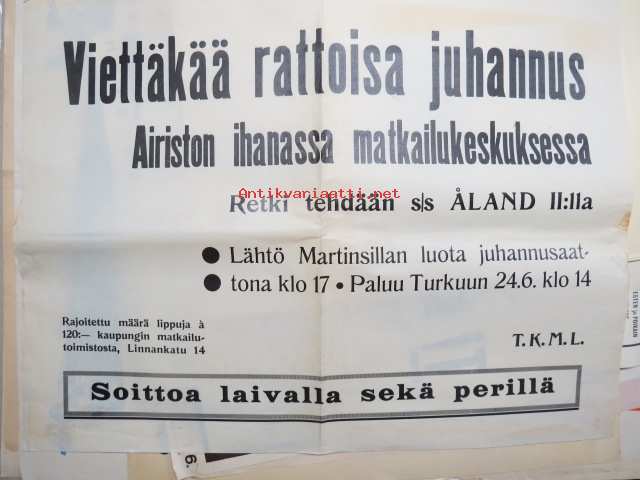 Viettäkää rattoisa juhannus
Airiston ihanassa matkailukeskuksessa
Antikvariaatti.net
Retki tehdään s/s ÅLAND II:lla
● Lähtö Martinsillan luota juhannusaat-
● tona klo 17 • Paluu Turkuun 24.6. klo 14
Rajoitettu määrä lippuja à
120:— kaupungin matkailu-
toimistosta, Linnankatu 14
T. K. M. L.
Soittoa laivalla sekä perillä